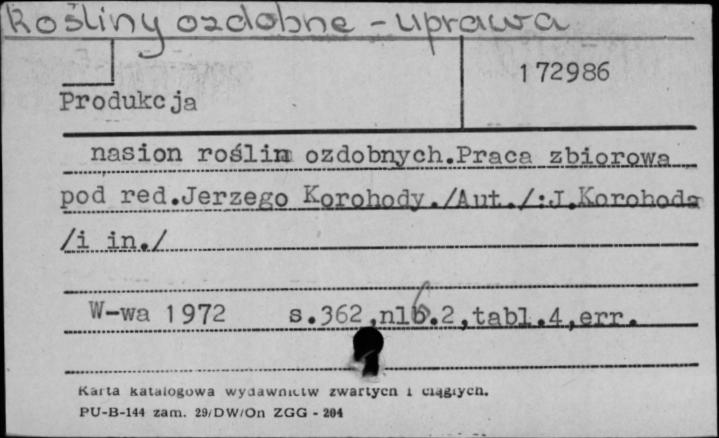 Rośliny ozdobne - uprawa
172986
Produkcja
nasion roślin ozdobnych.Praca zbiorowa
pod red.Jerzego Korohody./Aut./:J.Korohoda
/i in./
W-wa 1972 s.362,nlb.2,tabl.4,err.
Karta katalogowa wydawnictw zwartych i ciągłych.
PU-B-144 zam. 29/DW/On ZGG - 204